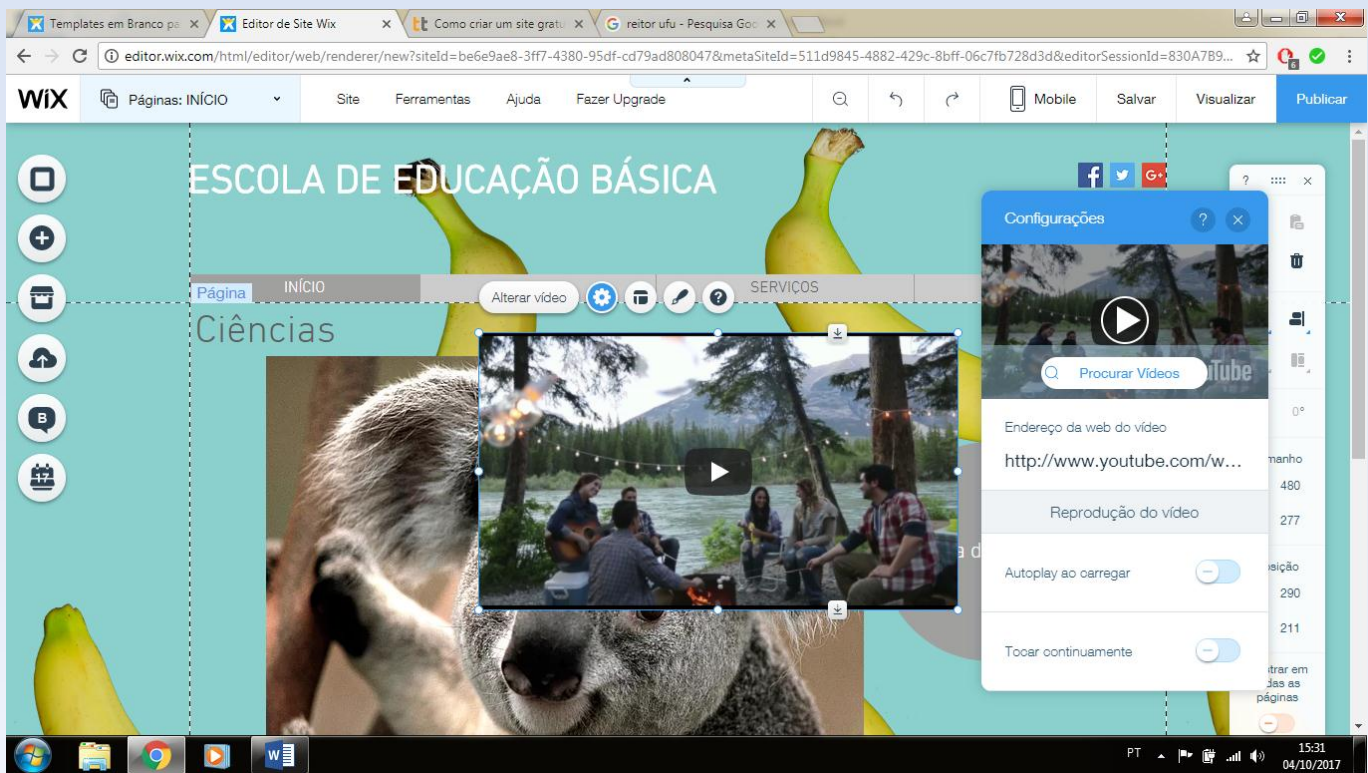 Templates em Branco pa
Editor de Site Wix
Como criar um site gratu
reitor ufu - Pesquisa Goo
editor.wix.com/html/editor/web/renderer/new?siteId=be6e9ae8-3ff7-4380-95df-cd79ad808047&metaSiteId=511d9845-4882-429c-8bff-06c7fb728d3d&editorSessionId=830A7B9...
6
WiX
Páginas: INÍCIO
Site
Ferramentas
Ajuda
Fazer Upgrade
Mobile
Salvar
Visualizar
Publicar
ESCOLA DE EDUCAÇÃO BÁSICA
G+
Configurações
?
Página
INÍCIO
SERVIÇOS
Alterar vídeo
?
Ciências
Procurar Vídeos
Tube
0°
Endereço da web do vídeo
http://www.youtube.com/w...
manho
480
Reprodução do vídeo
277
a d
Autoplay ao carregar
sição
290
211
Tocar continuamente
trar em
das as
páginas
B
17
W
PT
15:31
04/10/2017